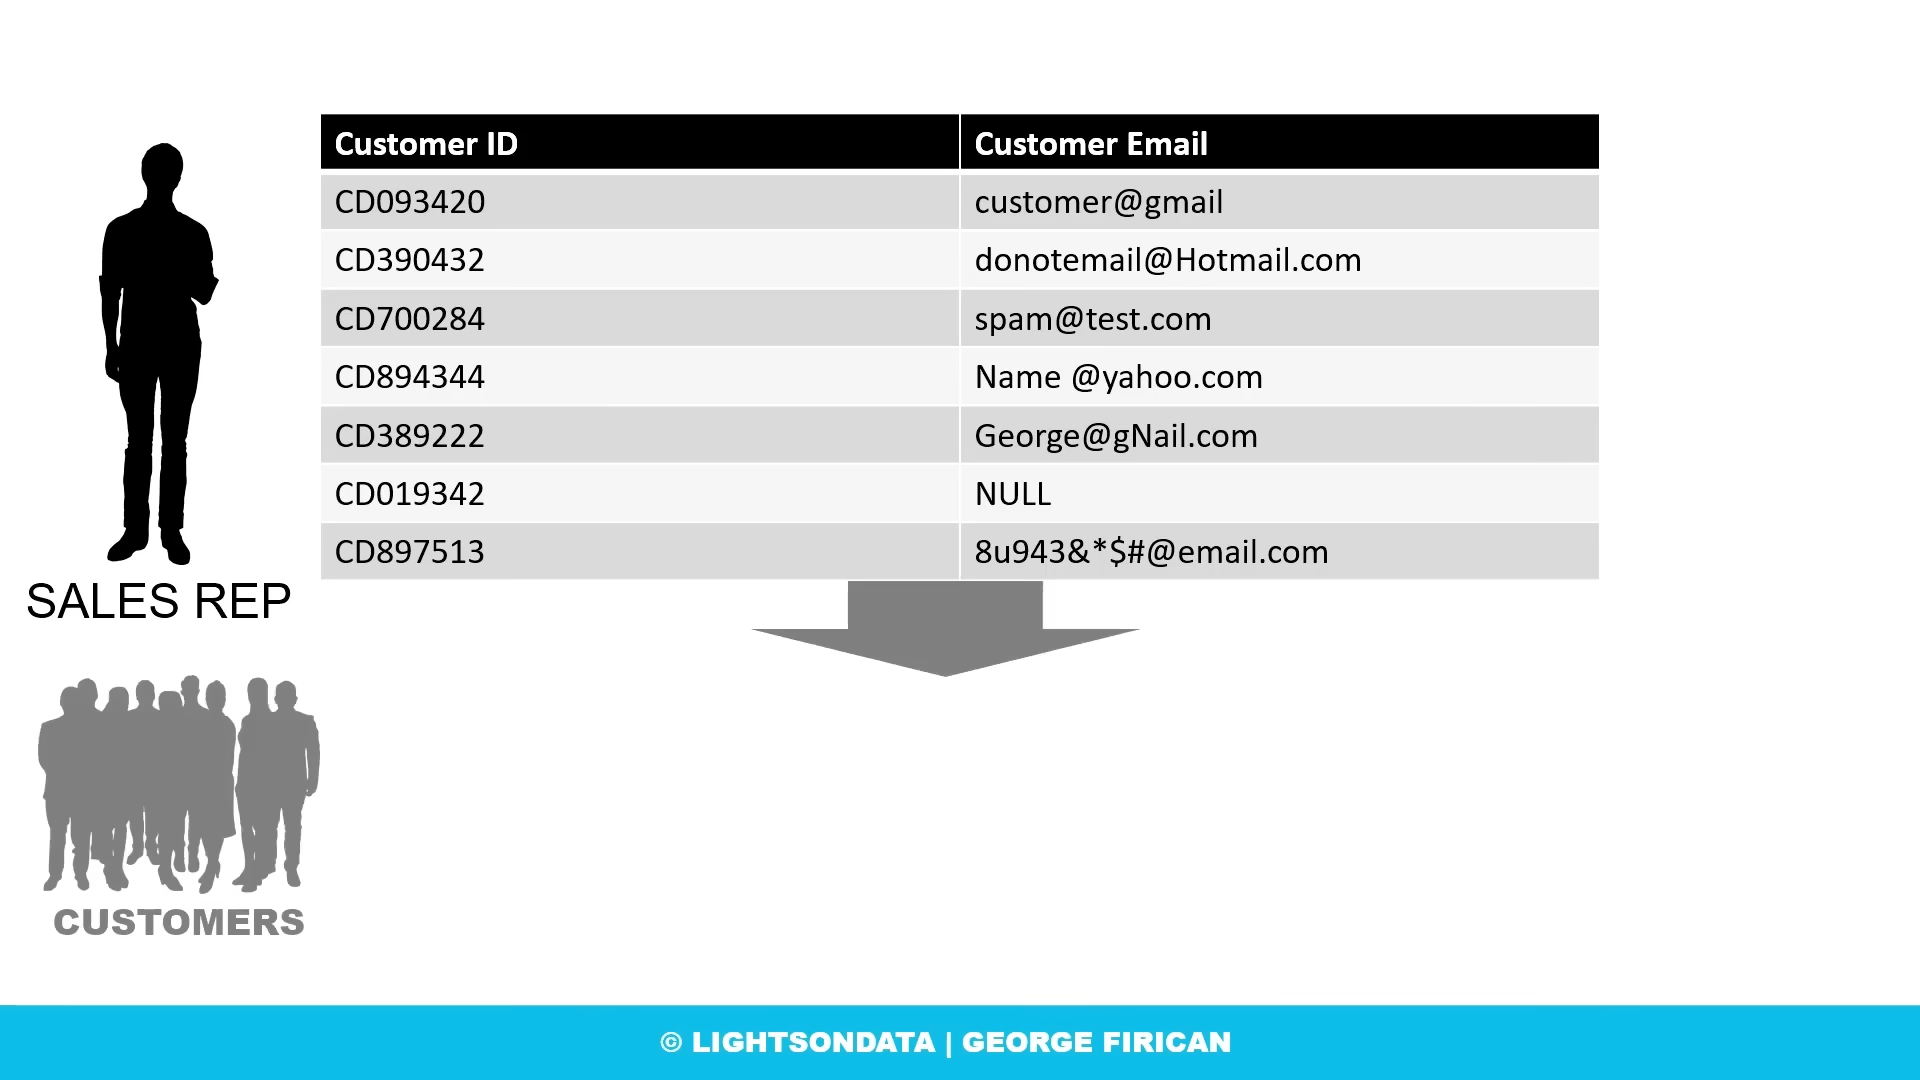 Customer ID Customer Email
CD093420 customer@gmail
CD390432 donotemail@Hotmail.com
CD700284 spam@test.com
CD894344 Name @yahoo.com
CD389222 George@gNail.com
CD019342 NULL
CD897513 8u943&*$#@email.com
SALES REP
CUSTOMERS
© LIGHTSONDATA | GEORGE FIRICAN